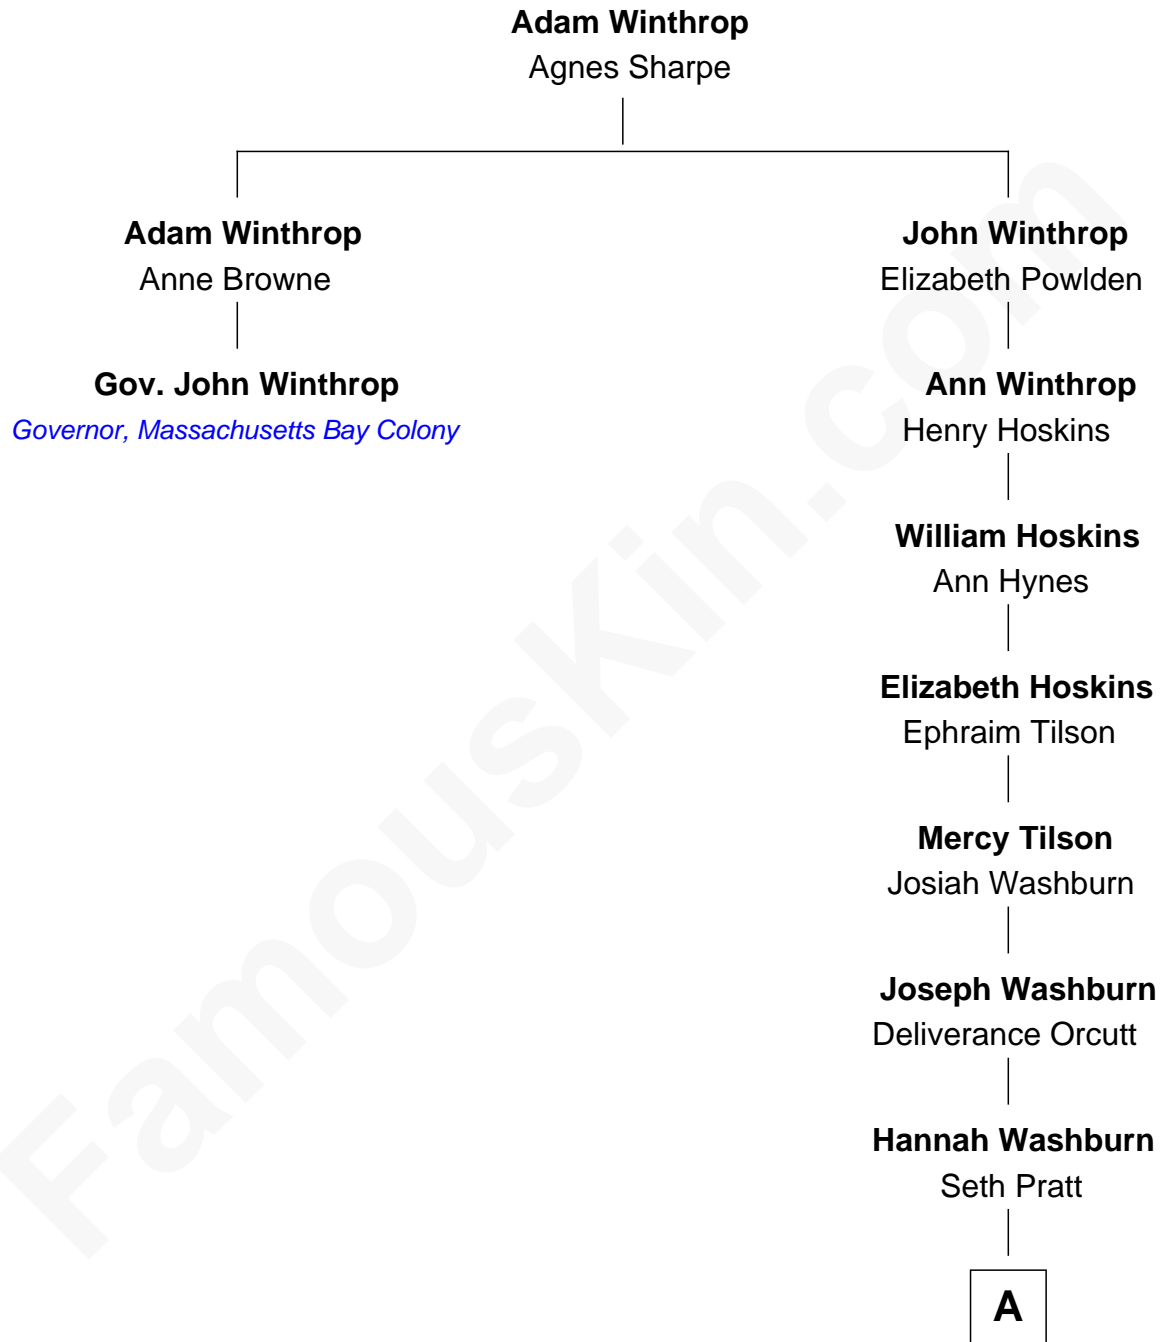 Adam Winthrop
Agnes Sharpe
Adam Winthrop
Anne Browne
Gov. John Winthrop
Governor, Massachusetts Bay Colony
John Winthrop
Elizabeth Powlden
Ann Winthrop
Henry Hoskins
William Hoskins
Ann Hynes
Elizabeth Hoskins
Ephraim Tilson
Mercy Tilson
Josiah Washburn
Joseph Washburn
Deliverance Orcutt
Hannah Washburn
Seth Pratt
A
FamousKin.com